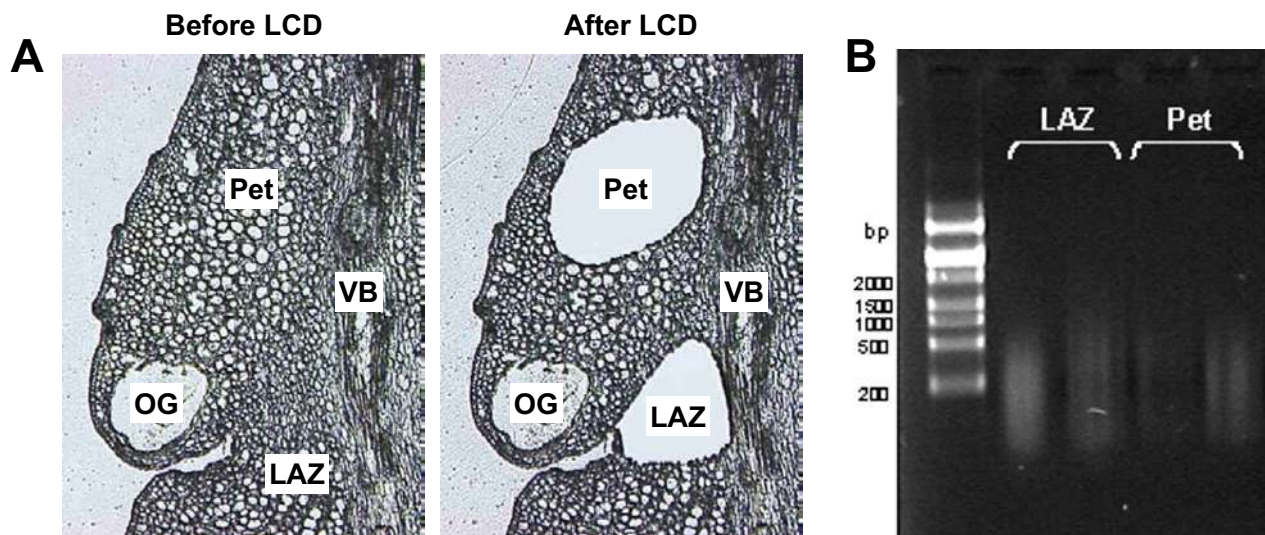 A
Before LCD
After LCD
Pet
VB
OG
LAZ
Pet
VB
OG
LAZ
B
LAZ
Pet
bp
2000
1500
1000
500
200